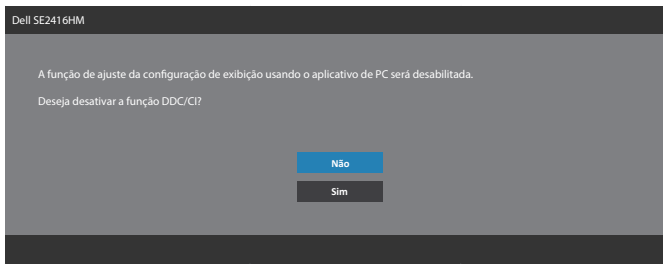 Dell SE2416HM
A função de ajuste da configuração de exibição usando o aplicativo de PC será desabilitada.
Deseja desativar a função DDC/CI?
Não
Sim